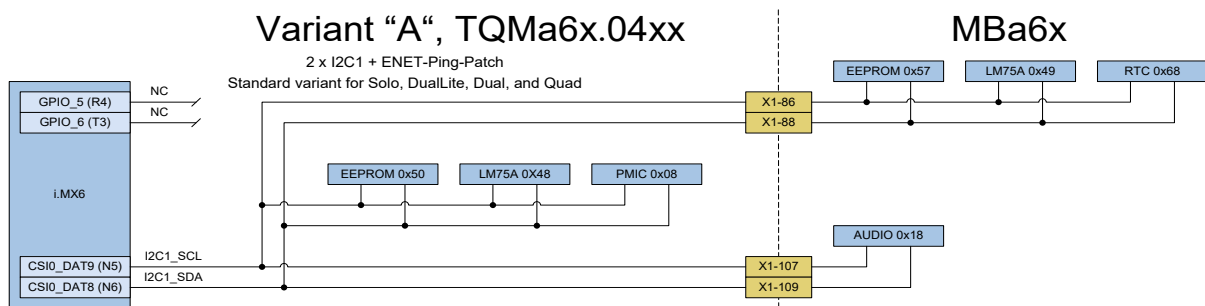 Variant “A“, TQMa6x.04xx
MBa6x
2 x I2C1 + ENET-Ping-Patch
Standard variant for Solo, DualLite, Dual, and Quad
EEPROM 0x57
LM75A 0x49
RTC 0x68
GPIO_5 (R4)
NC
X1-86
GPIO_6 (T3)
NC
X1-88
EEPROM 0x50
LM75A 0X48
PMIC 0x08
i.MX6
AUDIO 0x18
CSI0_DAT9 (N5)
I2C1_SCL
X1-107
CSI0_DAT8 (N6)
I2C1_SDA
X1-109